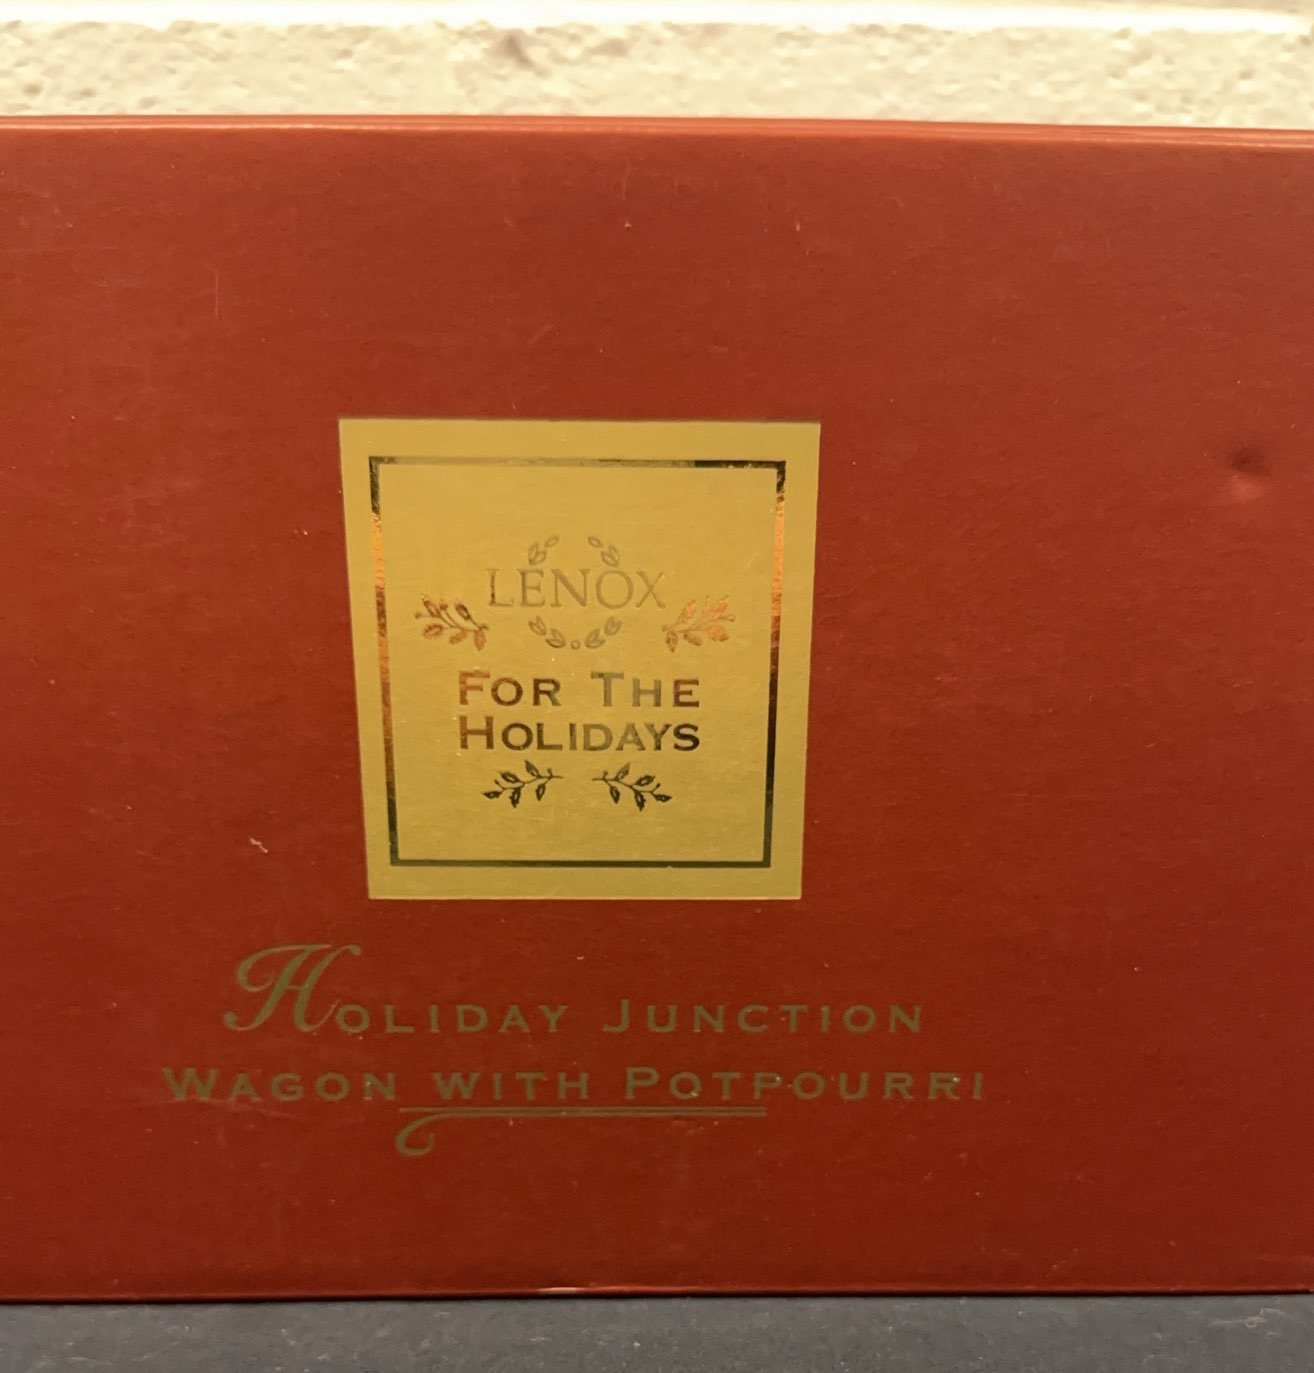 LENOX
FOR THE
HOLIDAYS
HOLIDAY JUNCTION
WAGON WITH POTPOURRI